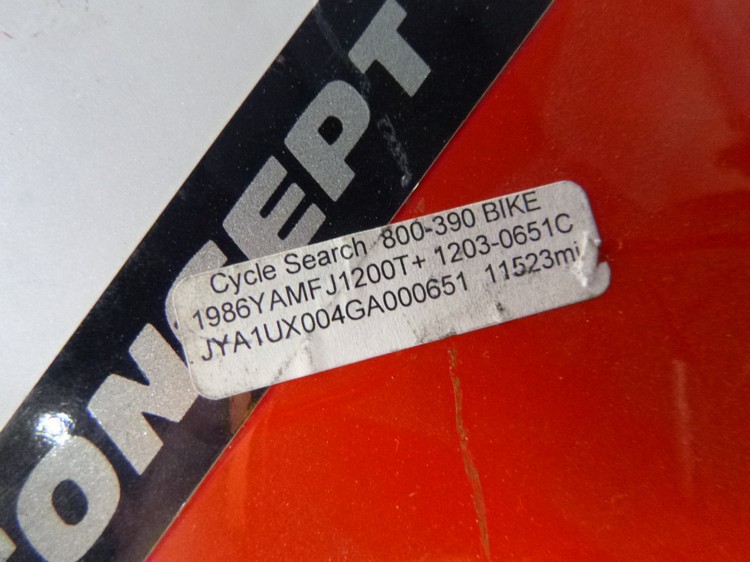 CONCEPT
Cycle Search 800-390 BIKE
1986YAMFJ1200T+ 1203-0651C
JYA1UX004GA000651 11523mi